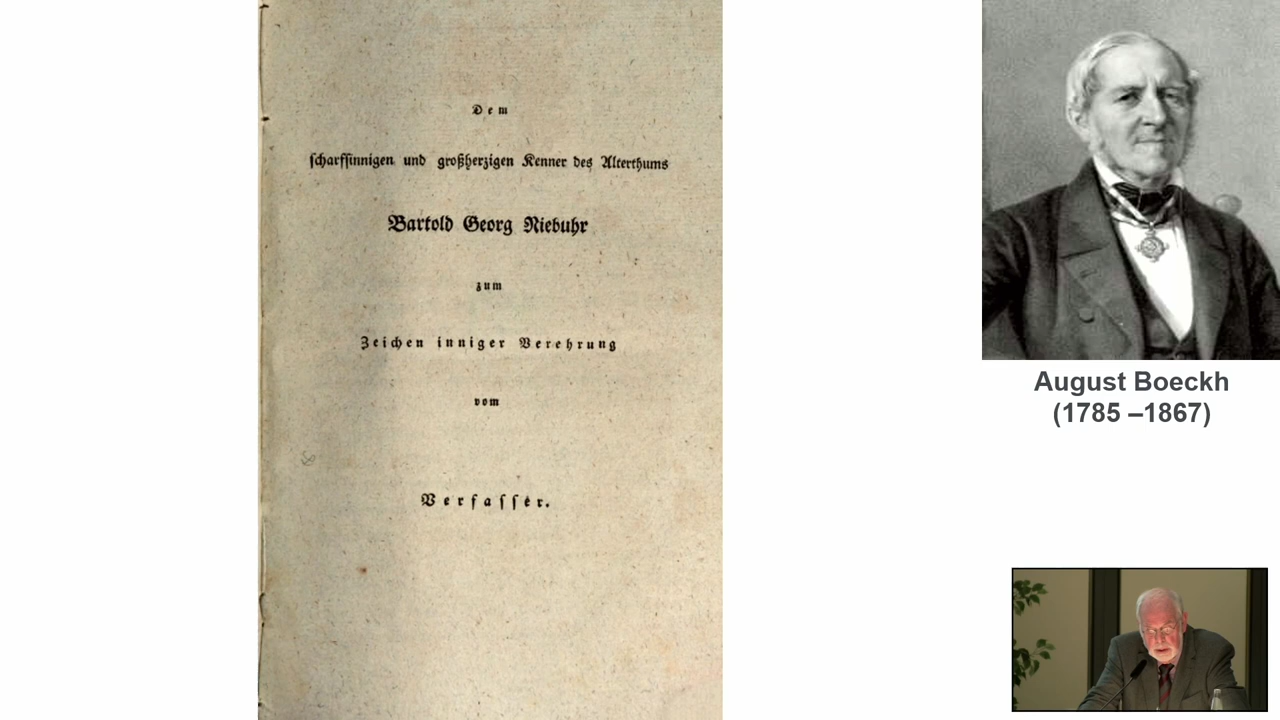 Dem
scharfsinnigen und großherzigen Kenner des Alterthums
Bartold Georg Niebuhr
zum
Zeichen inniger Verehrung
vom
Verfasser.
August Boeckh
(1785 –1867)